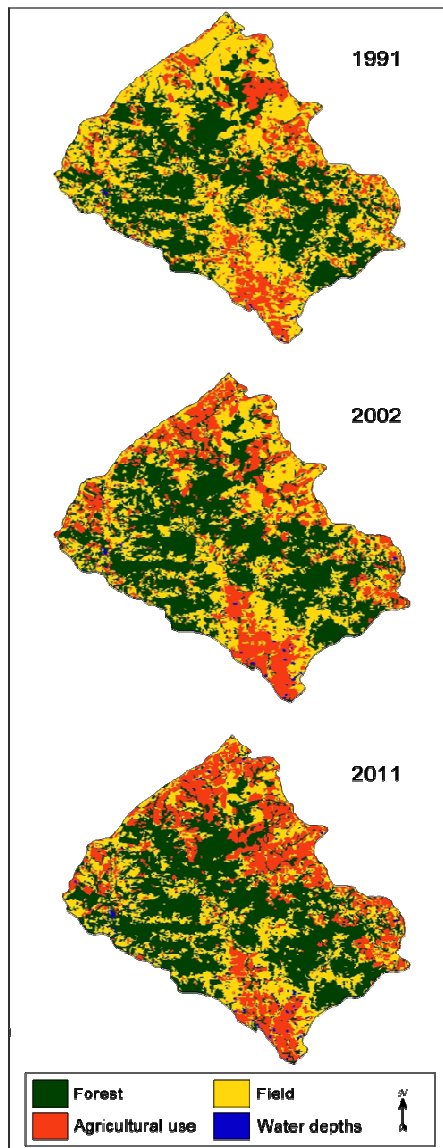 1991
2002
2011
Forest
Field
N
Agricultural use
Water depths